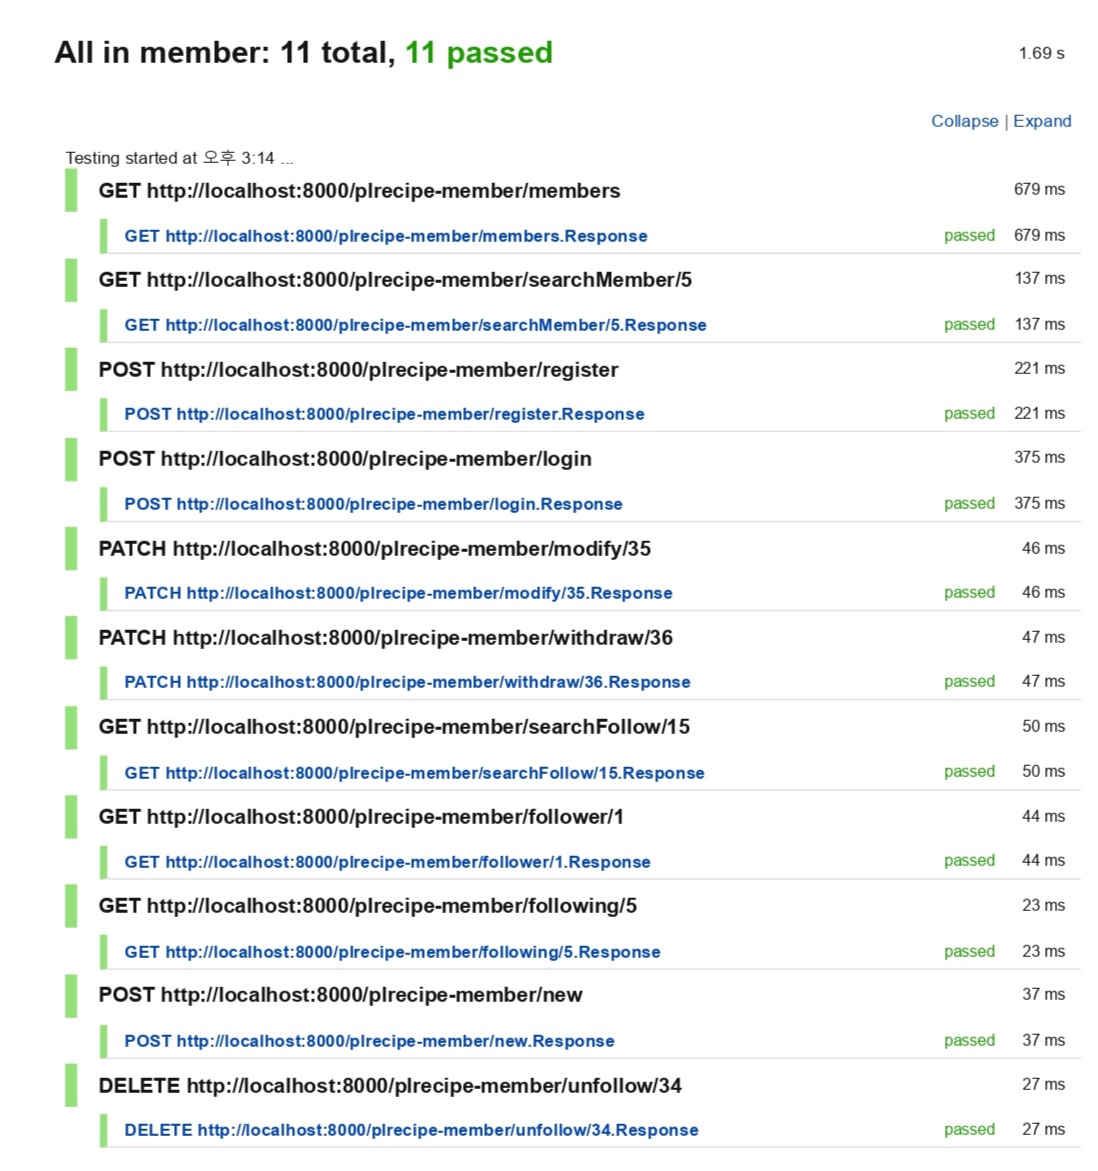 All in member: 11 total, 11 passed 1.69 s
Collapse | Expand
Testing started at 오후 3:14 ...
GET http://localhost:8000/plrecipe-member/members 679 ms
GET http://localhost:8000/plrecipe-member/members.Response passed 679 ms
GET http://localhost:8000/plrecipe-member/searchMember/5 137 ms
GET http://localhost:8000/plrecipe-member/searchMember/5.Response passed 137 ms
POST http://localhost:8000/plrecipe-member/register 221 ms
POST http://localhost:8000/plrecipe-member/register.Response passed 221 ms
POST http://localhost:8000/plrecipe-member/login 375 ms
POST http://localhost:8000/plrecipe-member/login.Response passed 375 ms
PATCH http://localhost:8000/plrecipe-member/modify/35 46 ms
PATCH http://localhost:8000/plrecipe-member/modify/35.Response passed 46 ms
PATCH http://localhost:8000/plrecipe-member/withdraw/36 47 ms
PATCH http://localhost:8000/plrecipe-member/withdraw/36.Response passed 47 ms
GET http://localhost:8000/plrecipe-member/searchFollow/15 50 ms
GET http://localhost:8000/plrecipe-member/searchFollow/15.Response passed 50 ms
GET http://localhost:8000/plrecipe-member/follower/1 44 ms
GET http://localhost:8000/plrecipe-member/follower/1.Response passed 44 ms
GET http://localhost:8000/plrecipe-member/following/5 23 ms
GET http://localhost:8000/plrecipe-member/following/5.Response passed 23 ms
POST http://localhost:8000/plrecipe-member/new 37 ms
POST http://localhost:8000/plrecipe-member/new.Response passed 37 ms
DELETE http://localhost:8000/plrecipe-member/unfollow/34 27 ms
DELETE http://localhost:8000/plrecipe-member/unfollow/34.Response passed 27 ms